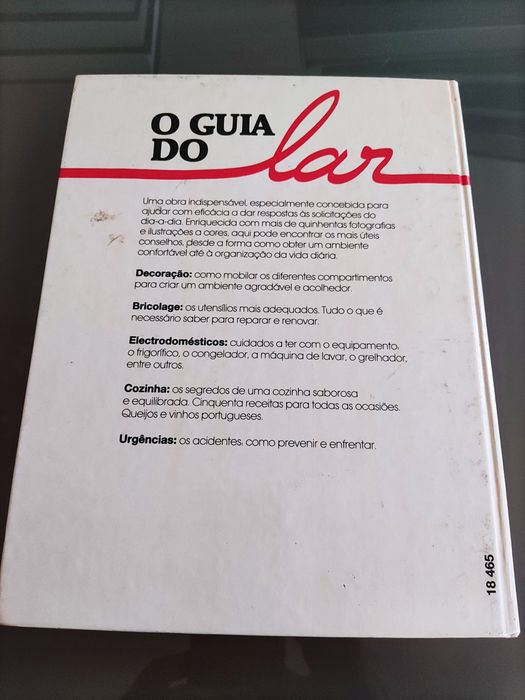 O GUIA
DO lar
Uma obra indispensável, especialmente concebida para
ajudar com eficácia a dar respostas às solicitações do
dia-a-dia. Enriquecida com mais de quinhentas fotografias
e ilustrações a cores, aqui pode encontrar os mais úteis
conselhos, desde a forma como obter um ambiente
confortável até à organização da vida diária.
Decoração: como mobilar os diferentes compartimentos
para criar um ambiente agradável e acolhedor.
Bricolage: os utensílios mais adequados. Tudo o que é
necessário saber para reparar e renovar.
Electrodomésticos: cuidados a ter com o equipamento,
o frigorífico, o congelador, a máquina de lavar, o grelhador,
entre outros.
Cozinha: os segredos de uma cozinha saborosa
e equilibrada. Cinquenta receitas para todas as ocasiões.
Queijos e vinhos portugueses.
Urgências: os acidentes, como prevenir e enfrentar.
18 465